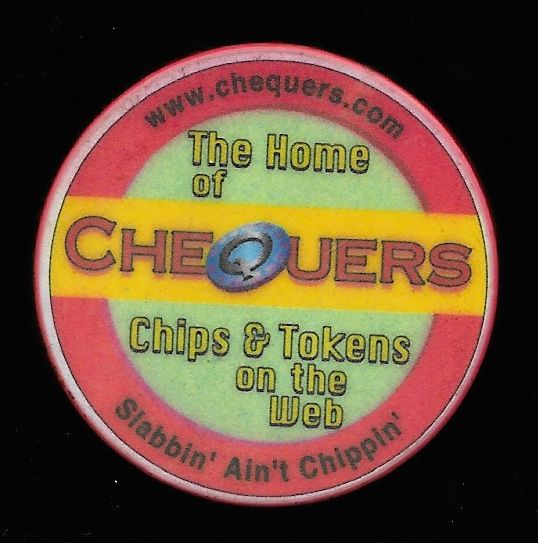 www.chequers.com
The Home
of
CHEQUERS
Chips & Tokens
on the
Web
Slabbin' Ain't Chippin'